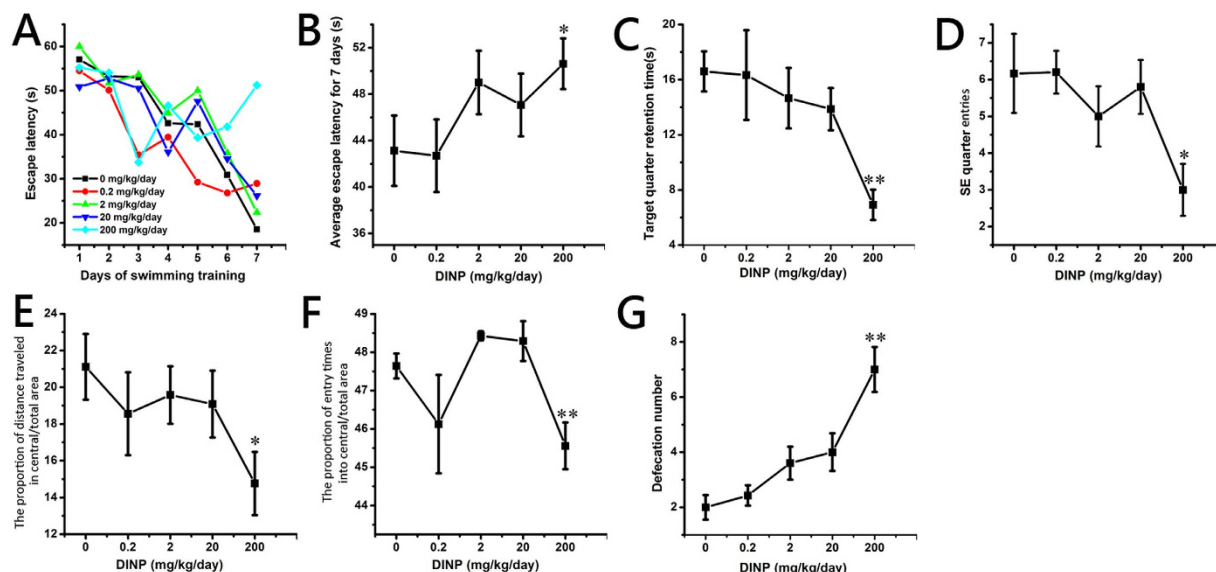 A
Escape latency (s)
60
50
40
30
20
0 mg/kg/day
0.2 mg/kg/day
2 mg/kg/day
20 mg/kg/day
200 mg/kg/day
1 2 3 4 5 6 7
Days of swimming training
B
Average escape latency for 7 days (s)
52
48
44
40
36
*
0 0.2 2 20 200
DINP (mg/kg/day)
C
Target quarter retention time(s)
20
16
12
8
4
**
0 0.2 2 20 200
DINP (mg/kg/day)
D
SE quarter entries
7
6
5
4
3
2
*
0 0.2 2 20 200
DINP (mg/kg/day)
E
The proportion of distance traveled
in central/total area
24
22
20
18
16
14
12
*
0 0.2 2 20 200
DINP (mg/kg/day)
F
The proportion of entry times
into central/total area
49
48
47
46
45
44
43
**
0 0.2 2 20 200
DINP (mg/kg/day)
G
Defecation number
8
6
4
2
**
0 0.2 2 20 200
DINP (mg/kg/day)